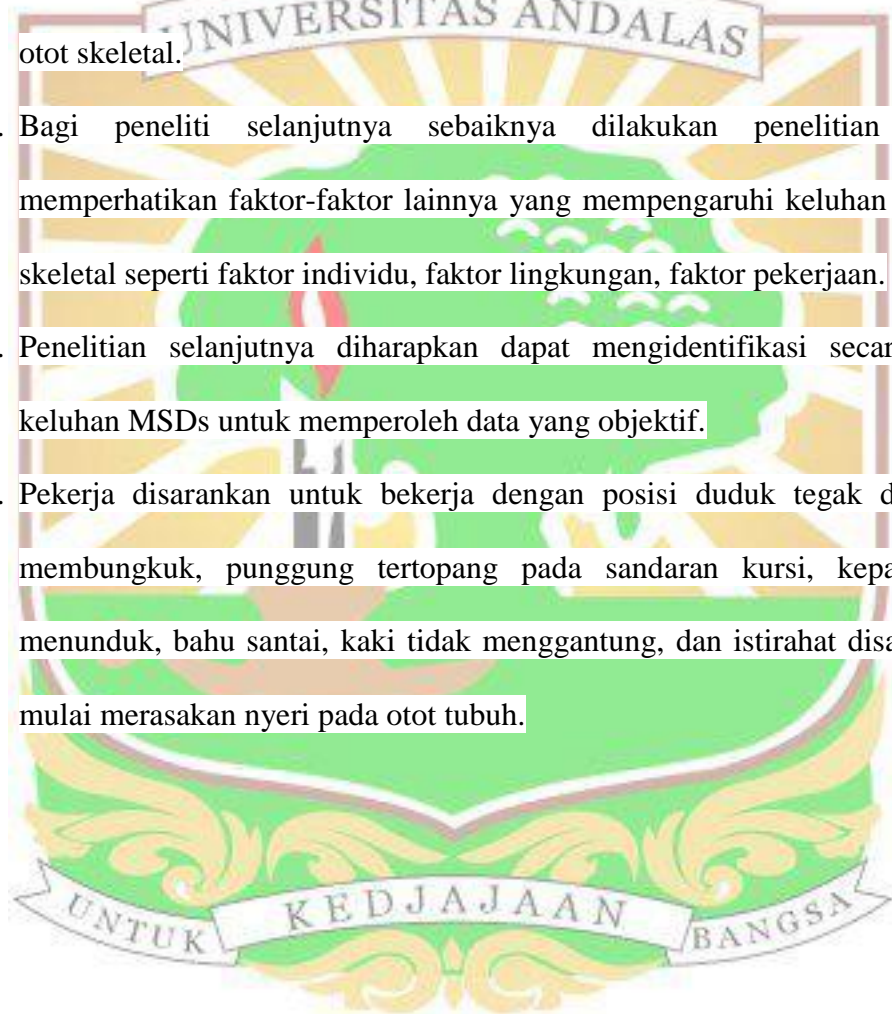 UNIVERSITAS ANDALAS
otot skeletal.
. Bagi peneliti selanjutnya sebaiknya dilakukan penelitian
memperhatikan faktor-faktor lainnya yang mempengaruhi keluhan
skeletal seperti faktor individu, faktor lingkungan, faktor pekerjaan.
. Penelitian selanjutnya diharapkan dapat mengidentifikasi
keluhan MSDs untuk memperoleh data yang objektif.
. Pekerja disarankan untuk bekerja dengan posisi duduk tegak
membungkuk, punggung tertopang pada sandaran kursi,
menunduk, bahu santai, kaki tidak menggantung, dan istirahat
mulai merasakan nyeri pada otot tubuh.
UNTUK KEDJAJAAN BANGSA